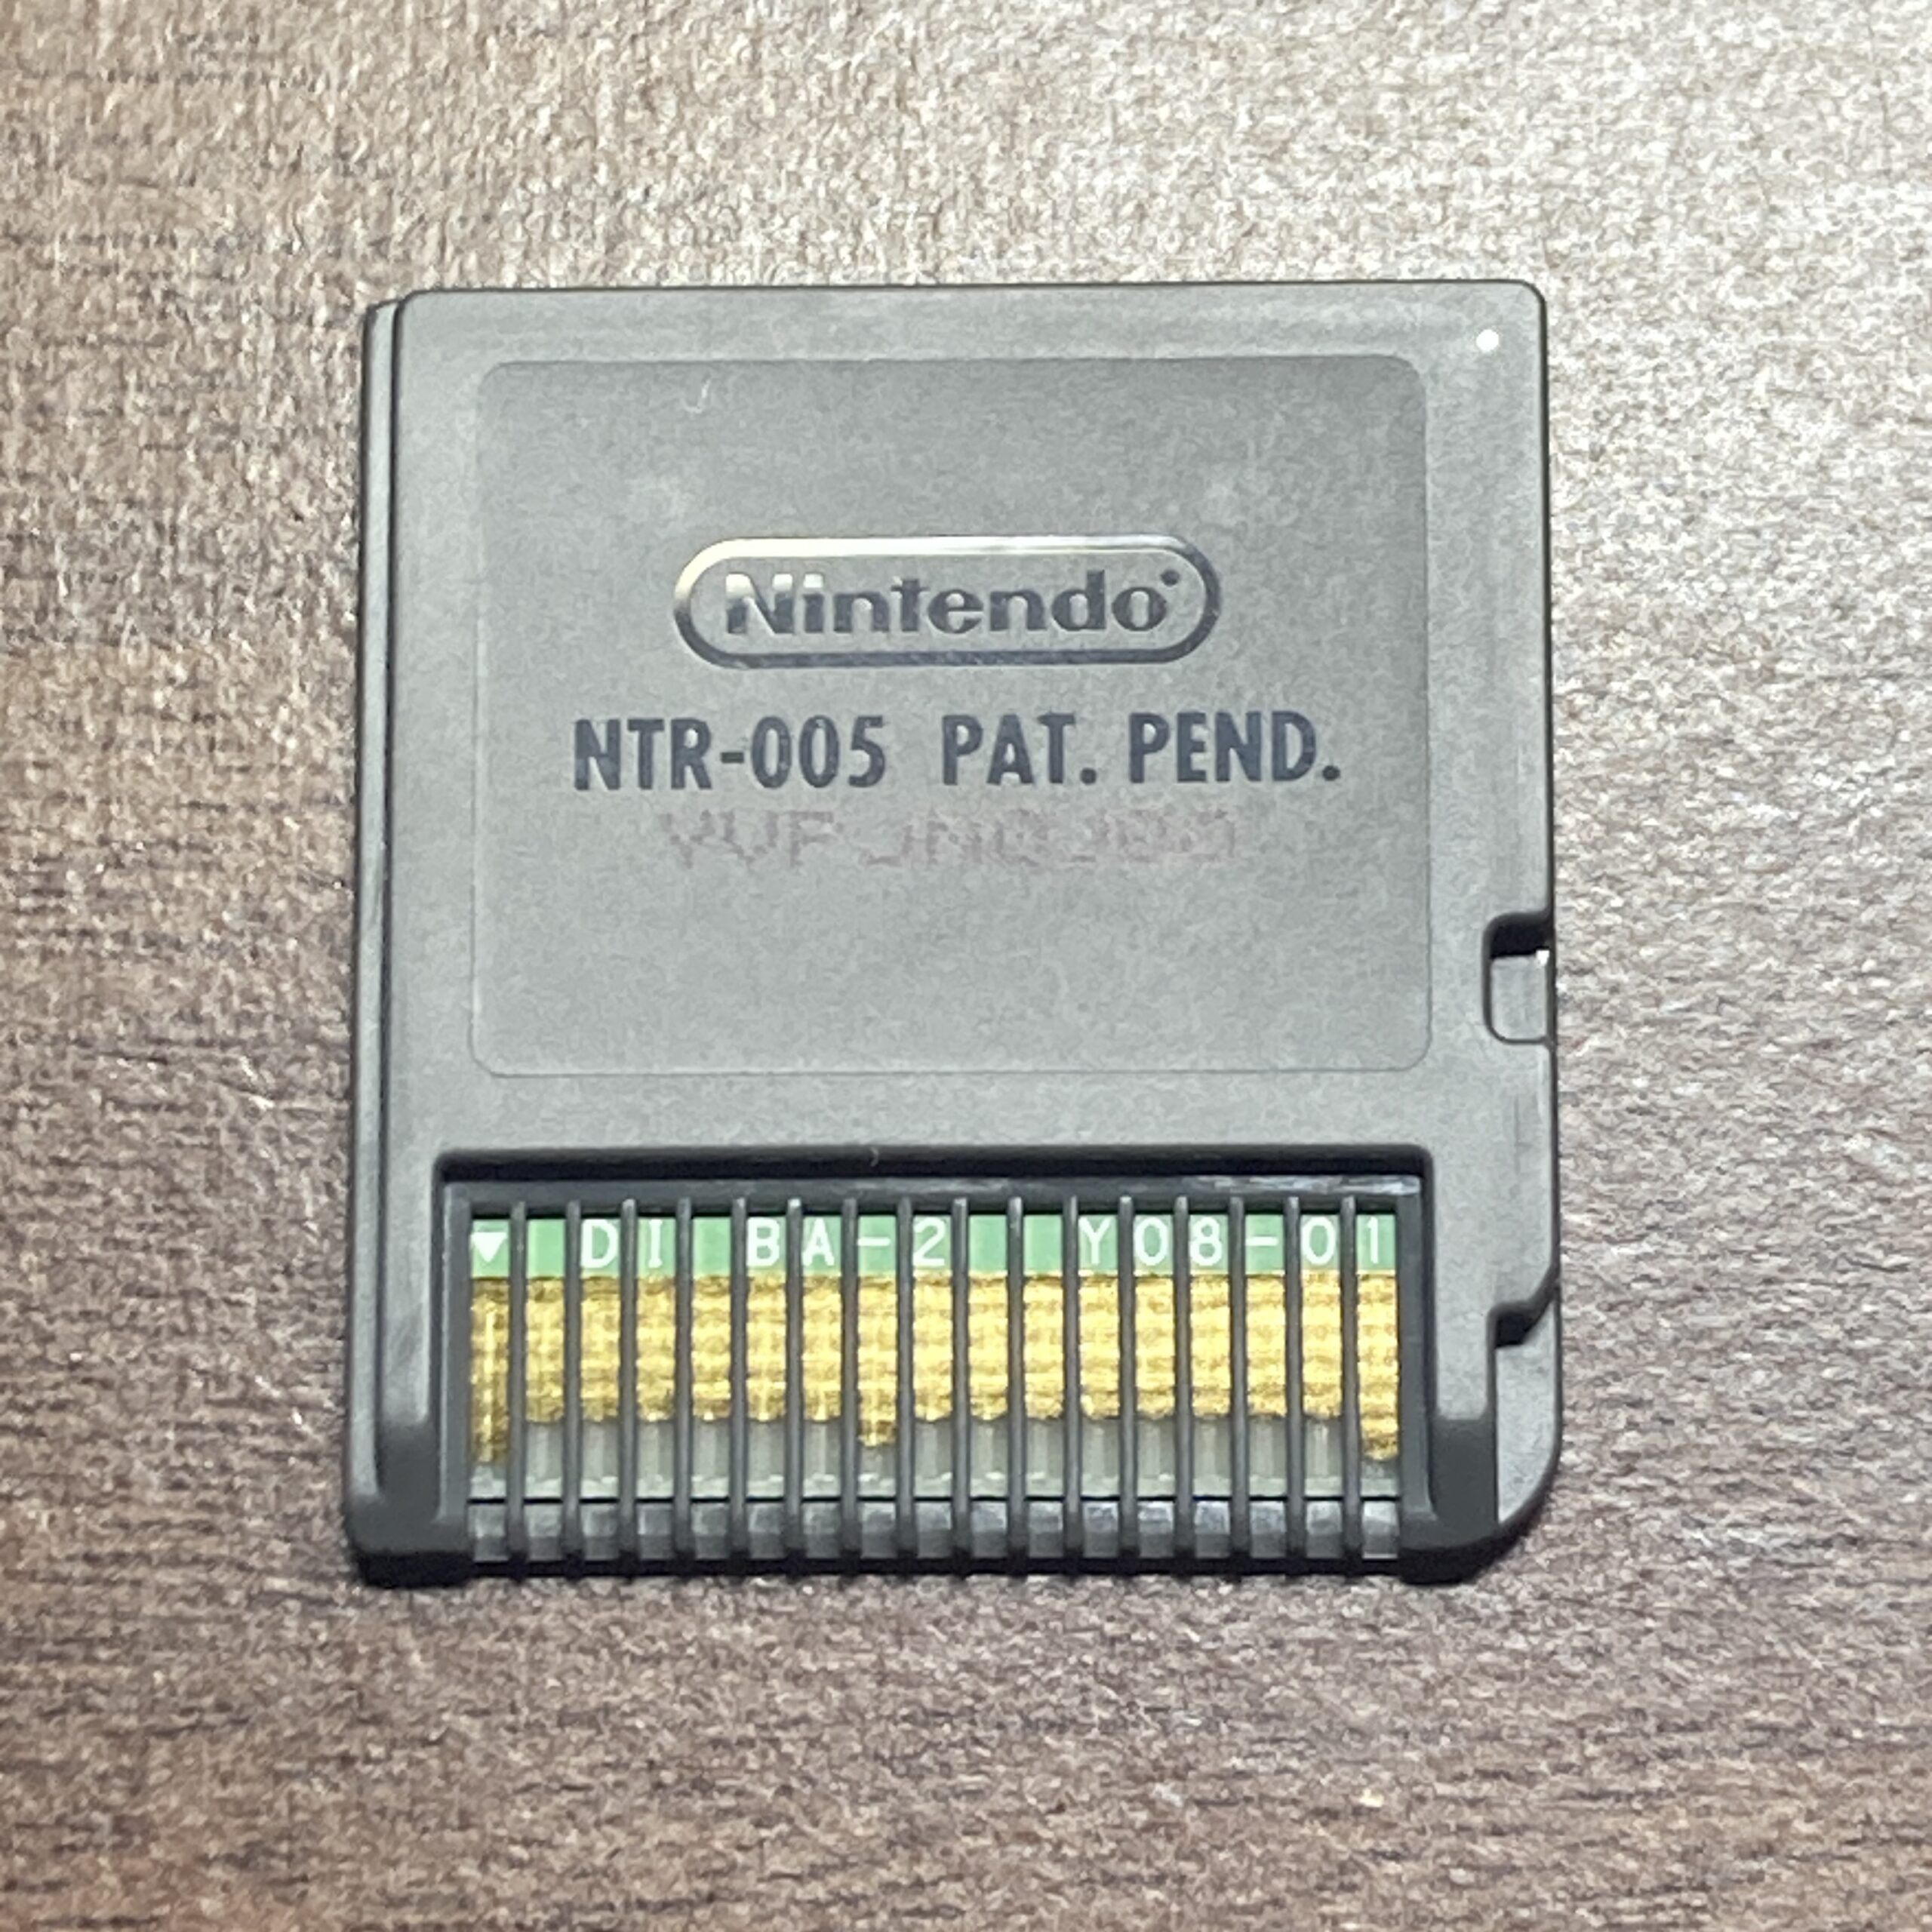 Nintendo
NTR-005 PAT. PEND.
DI BA-2 Y08-01